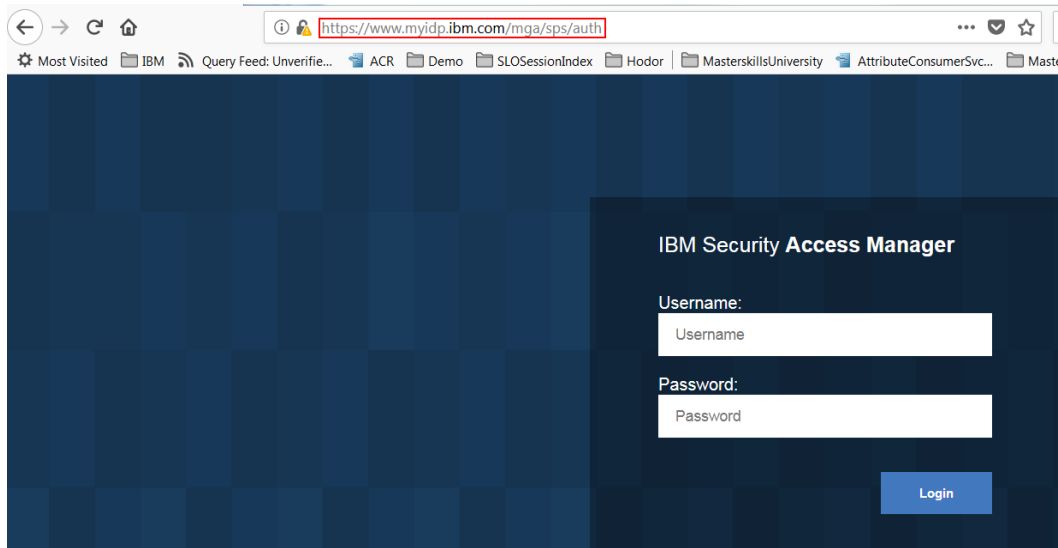 https://www.myidp.ibm.com/mga/sps/auth
Most Visited IBM Query Feed: Unverifie... ACR Demo SLOSessionIndex Hodor MasterskillsUniversity AttributeConsumerSvc... Maste
IBM Security Access Manager
Username:
Username
Password:
Password
Login